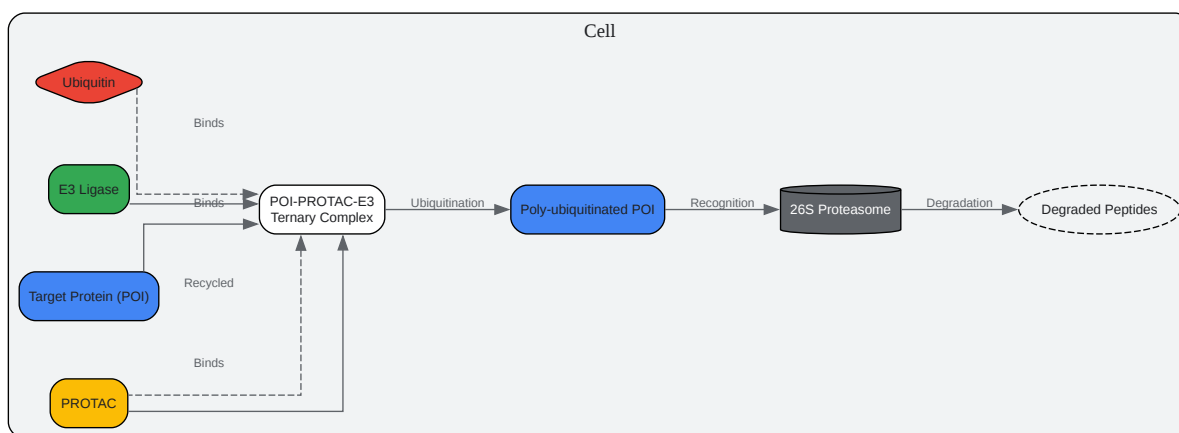 Cell
Ubiquitin
Binds
E3 Ligase
Binds
POI-PROTAC-E3
Ternary Complex
Ubiquitination
Poly-ubiquitinated POI
Recognition
26S Proteasome
Degradation
Degraded Peptides
Recycled
Target Protein (POI)
Binds
PROTAC